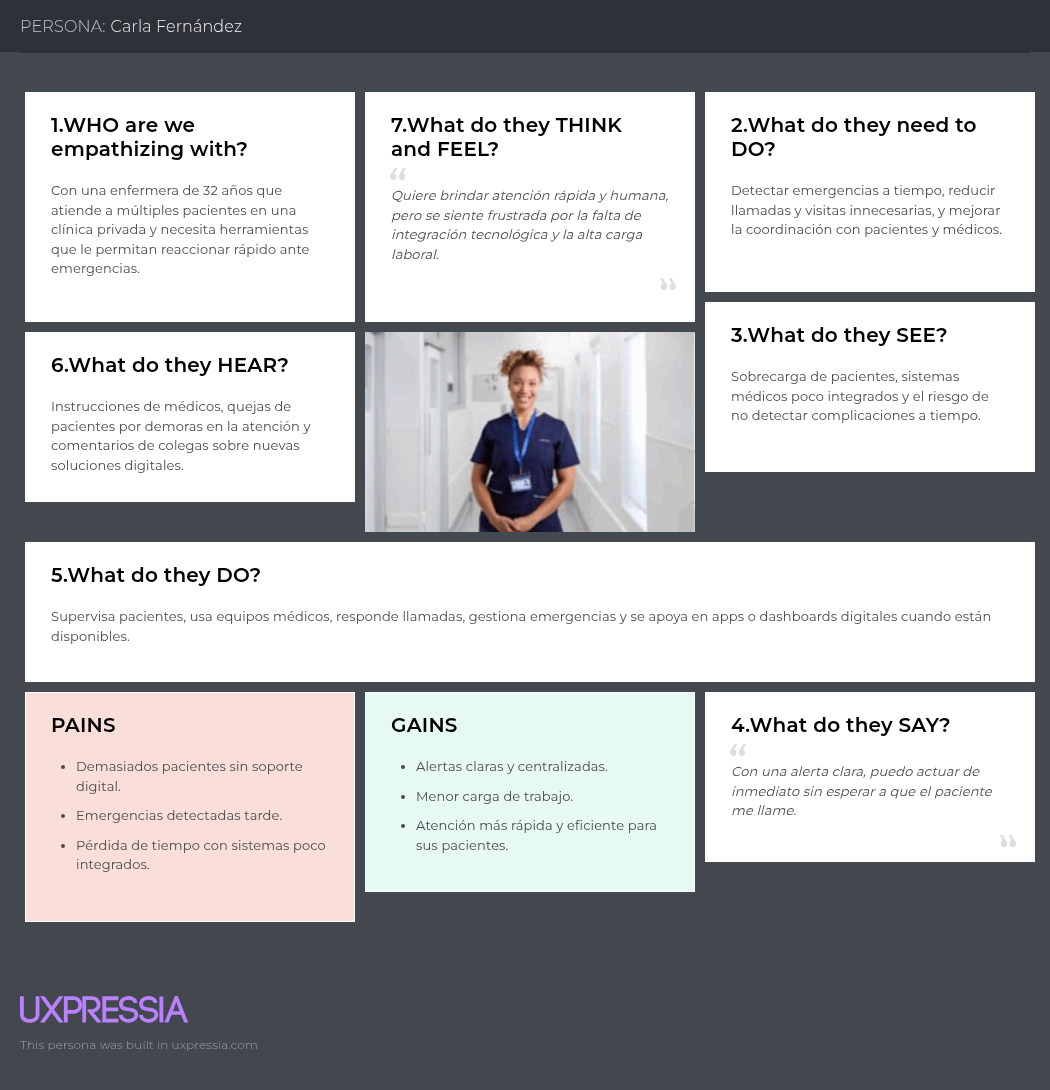 PERSONA: Carla Fernández
1.WHO are we
empathizing with?
Con una enfermera de 32 años que
atiende a múltiples pacientes en una
clínica privada y necesita herramientas
que le permitan reaccionar rápido ante
emergencias.
7.What do they THINK
and FEEL?
“
Quiere brindar atención rápida y humana,
pero se siente frustrada por la falta de
integración tecnológica y la alta carga
laboral.
”
2.What do they need to
DO?
Detectar emergencias a tiempo, reducir
llamadas y visitas innecesarias, y mejorar
la coordinación con pacientes y médicos.
6.What do they HEAR?
Instrucciones de médicos, quejas de
pacientes por demoras en la atención y
comentarios de colegas sobre nuevas
soluciones digitales.
3.What do they SEE?
Sobrecarga de pacientes, sistemas
médicos poco integrados y el riesgo de
no detectar complicaciones a tiempo.
5.What do they DO?
Supervisa pacientes, usa equipos médicos, responde llamadas, gestiona emergencias y se apoya en apps o dashboards digitales cuando están
disponibles.
PAINS
• Demasiados pacientes sin soporte
digital.
• Emergencias detectadas tarde.
• Pérdida de tiempo con sistemas poco
integrados.
GAINS
• Alertas claras y centralizadas.
• Menor carga de trabajo.
• Atención más rápida y eficiente para
sus pacientes.
4.What do they SAY?
“
Con una alerta clara, puedo actuar de
inmediato sin esperar a que el paciente
me llame.
”
UXPRESSIA
This persona was built in uxpressia.com